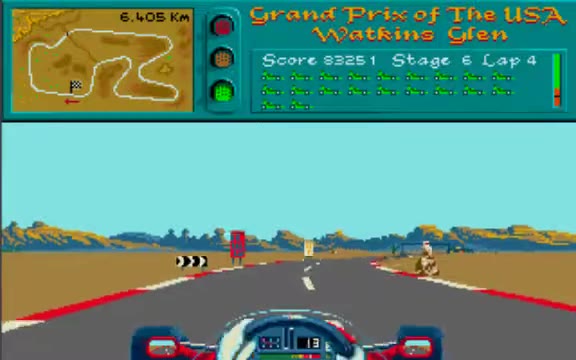 6.405 Km
Grand Prix of The USA
Watkins Glen
Score 83251 Stage 6 Lap 4
13